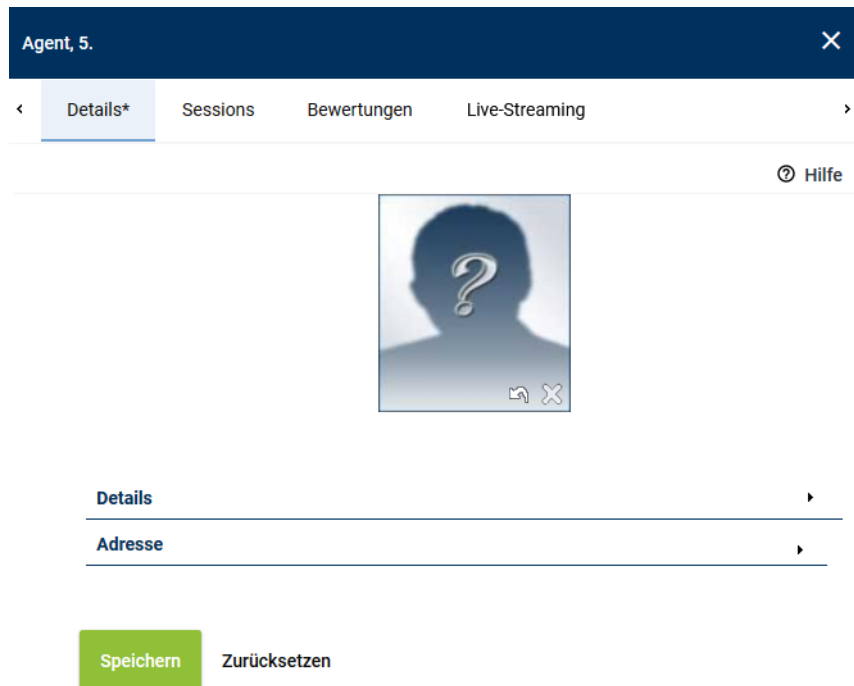 Agent, 5.
Details* Sessions Bewertungen Live-Streaming
Hilfe
?
Details
Adresse
Speichern Zurücksetzen